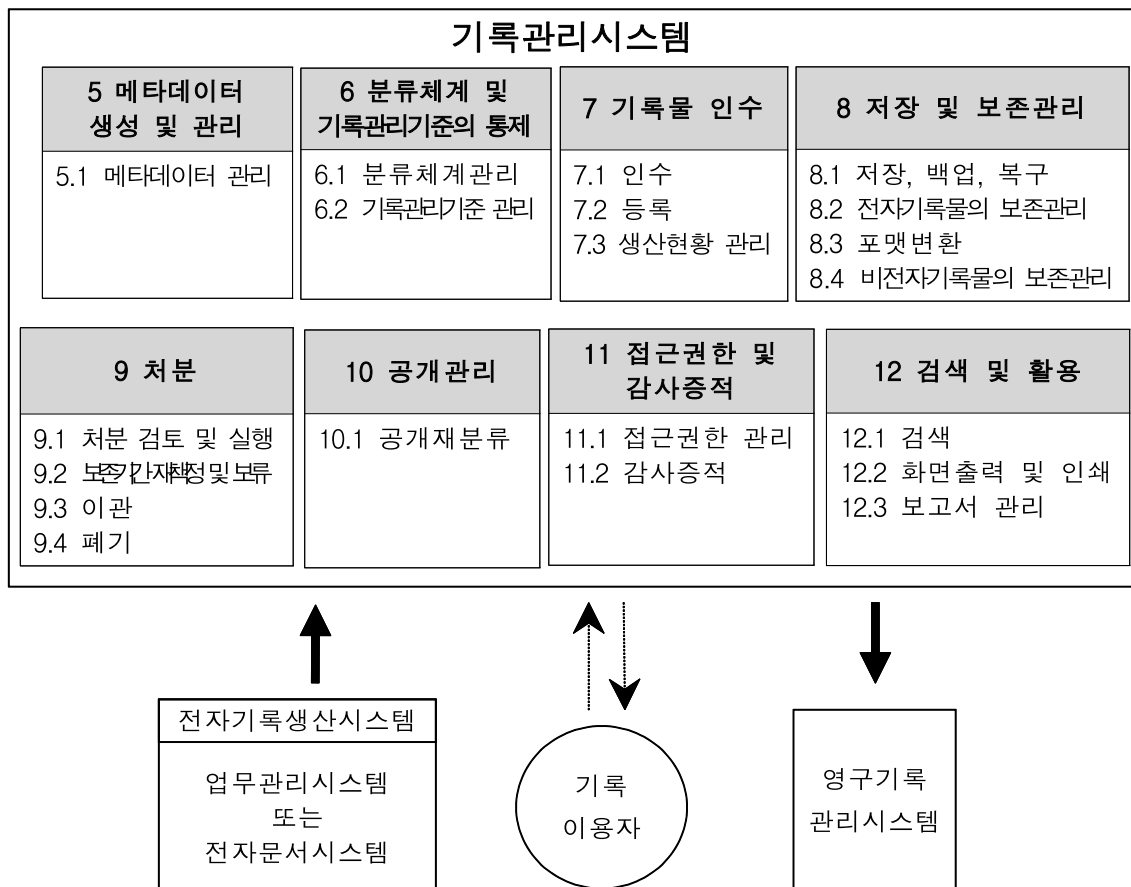 기록관리시스템
5 메타데이터
생성 및 관리
5.1 메타데이터 관리
6 분류체계 및
기록관리기준의 통제
6.1 분류체계관리
6.2 기록관리기준 관리
7 기록물 인수
7.1 인수
7.2 등록
7.3 생산현황 관리
8 저장 및 보존관리
8.1 저장, 백업, 복구
8.2 전자기록물의 보존관리
8.3 포맷변환
8.4 비전자기록물의 보존관리
9 처분
9.1 처분 검토 및 실행
9.2 보존기간 재책정 및 보류
9.3 이관
9.4 폐기
10 공개관리
10.1 공개재분류
11 접근권한 및
감사증적
11.1 접근권한 관리
11.2 감사증적
12 검색 및 활용
12.1 검색
12.2 화면출력 및 인쇄
12.3 보고서 관리
전자기록생산시스템
업무관리시스템
또는
전자문서시스템
기록
이용자
영구기록
관리시스템